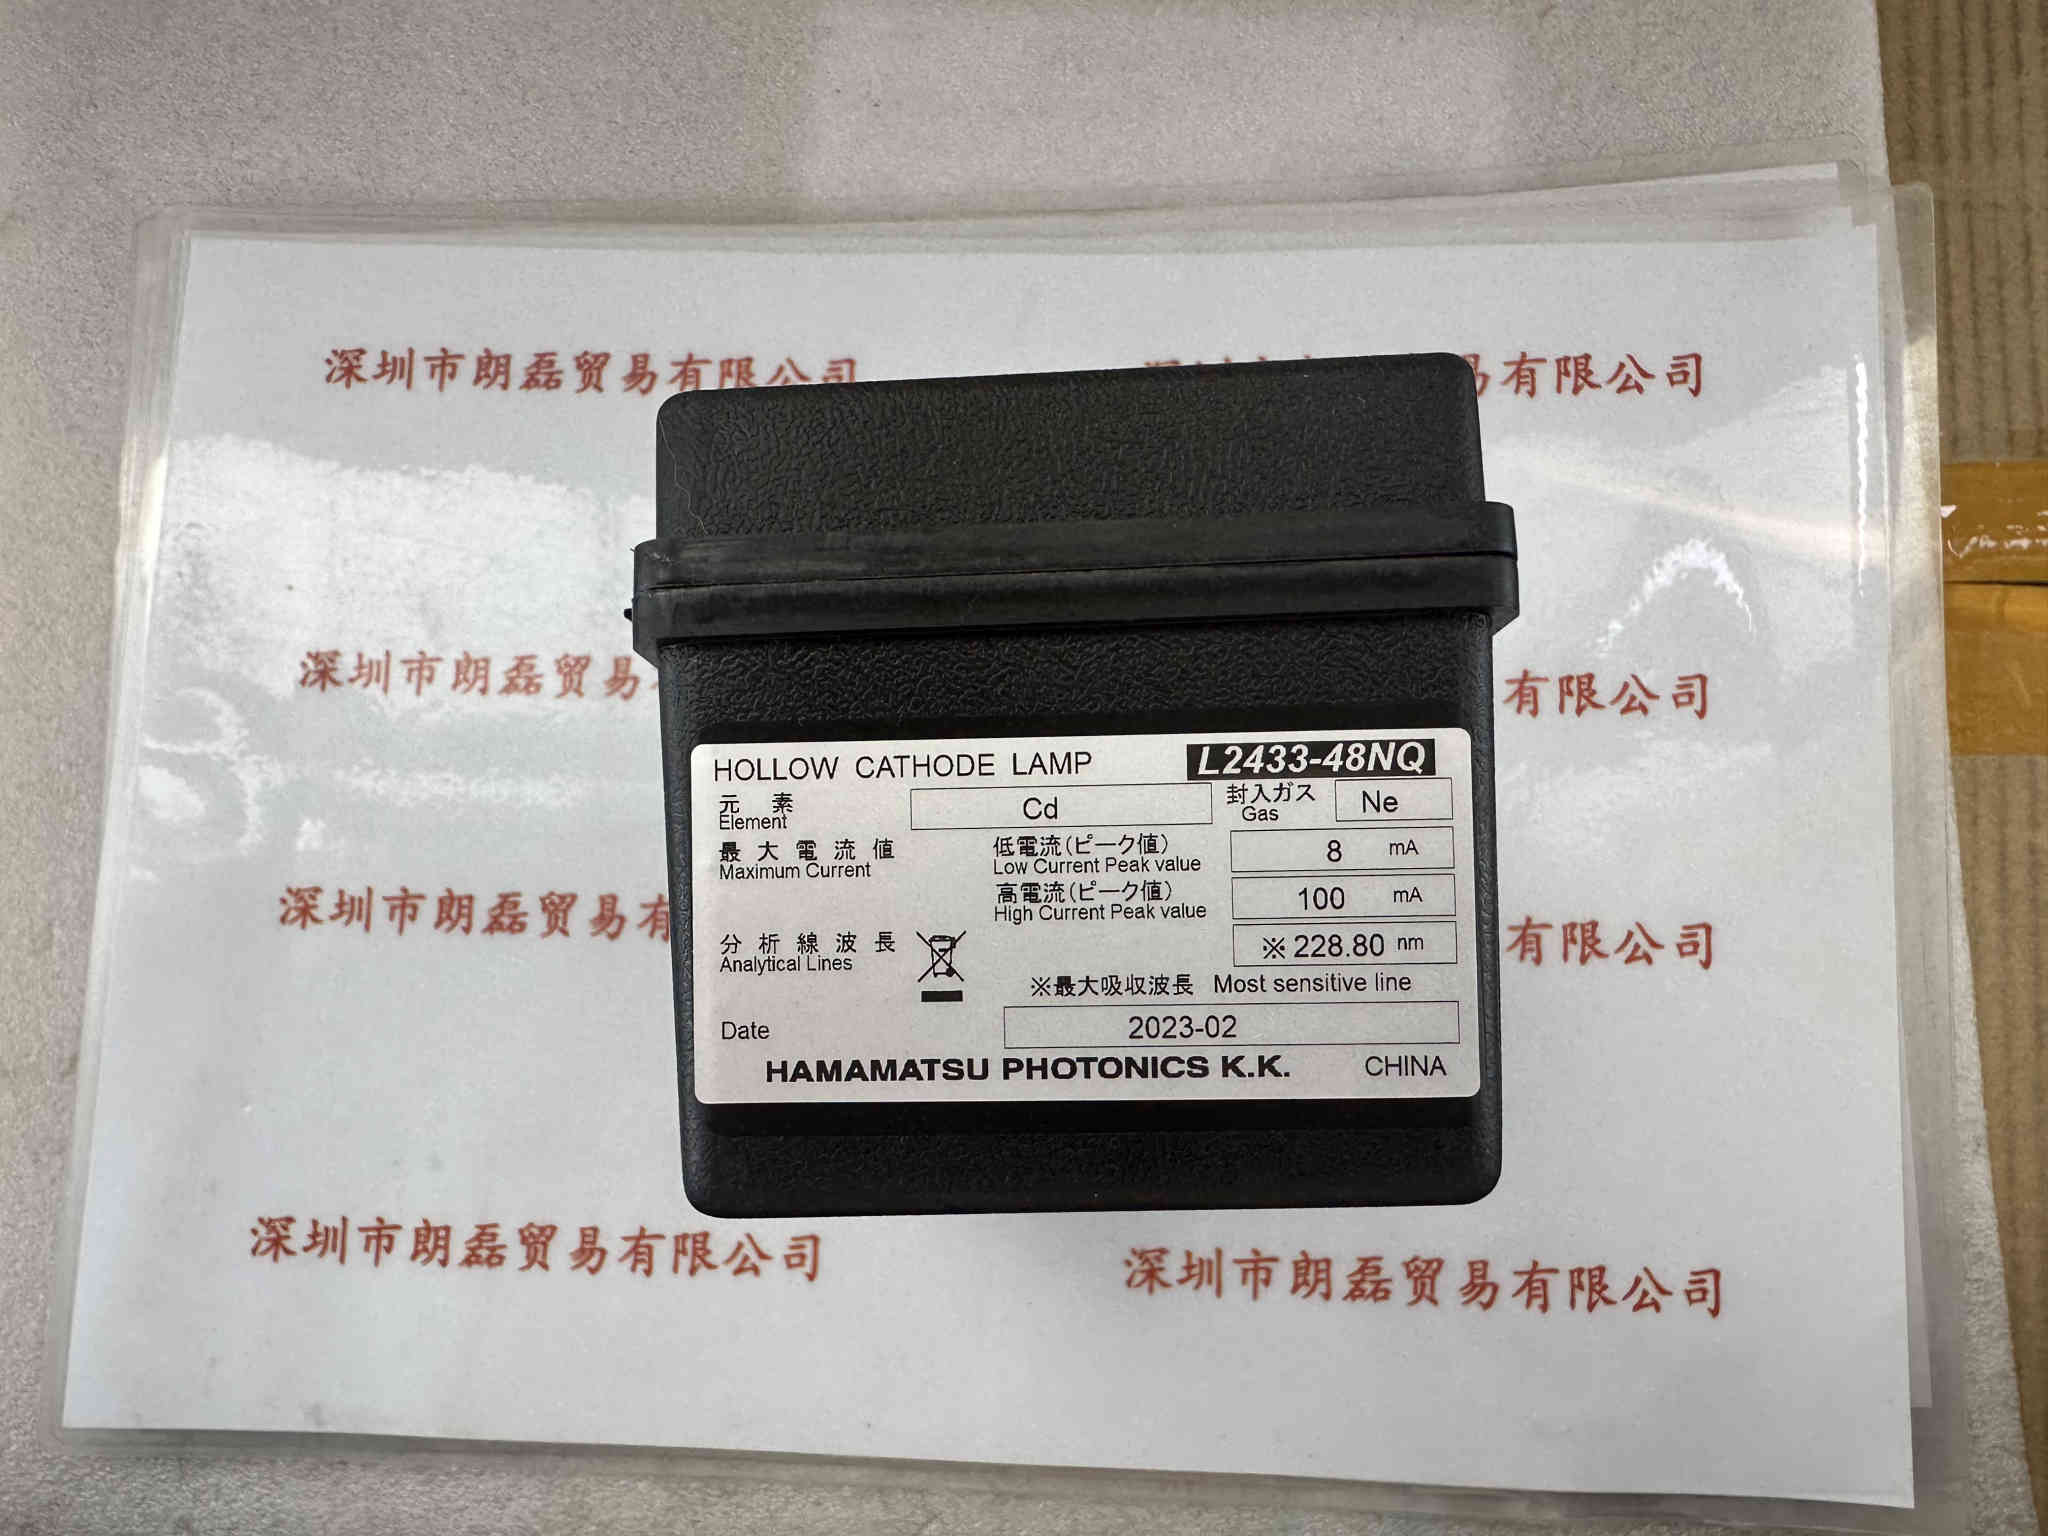 深圳市朗磊贸易有限公司
易有限公司
深圳市朗磊贸易
有限公司
HOLLOW CATHODE LAMP L2433-48NQ
元素 Cd 封入ガス Ne
Element Gas
最大電流値 低電流(ピーク値) 8 mA
Maximum Current Low Current Peak value
高電流(ピーク値) 100 mA
High Current Peak value
分析線波長 ※228.80 nm
Analytical Lines
※最大吸収波長 Most sensitive line
Date 2023-02
HAMAMATSU PHOTONICS K.K. CHINA
深圳市朗磊贸易有
有限公司
深圳市朗磊贸易有限公司
深圳市朗磊贸易有限公司